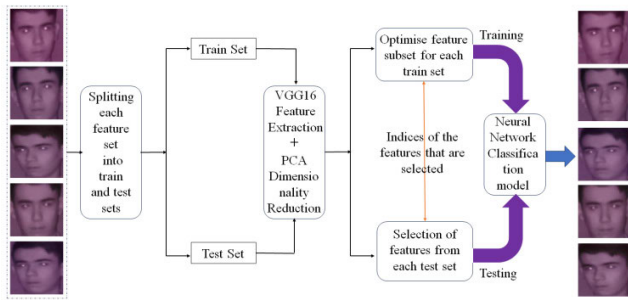 Splitting
each
feature
set
into
train
and test
sets
Train Set
Test Set
VGG16
Feature
Extraction
+
PCA
Dimensio
nality
Reduction
Optimise feature
subset for each
train set
Indices of the
features that are
selected
Selection of
features from
each test set
Training
Testing
Neural
Network
Classifica
tion
model